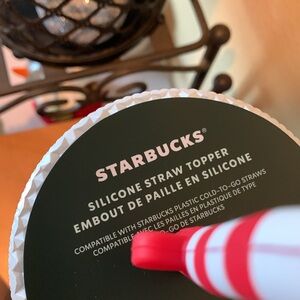 STARBUCKS®
SILICONE STRAW TOPPER
EMBOUT DE PAILLE EN SILICONE
COMPATIBLE WITH STARBUCKS PLASTIC COLD-TO-GO STRAWS
COMPATIBLE AVEC LES PAILLES EN PLASTIQUE DE TYPE
-TO-GO DE STARBUCKS